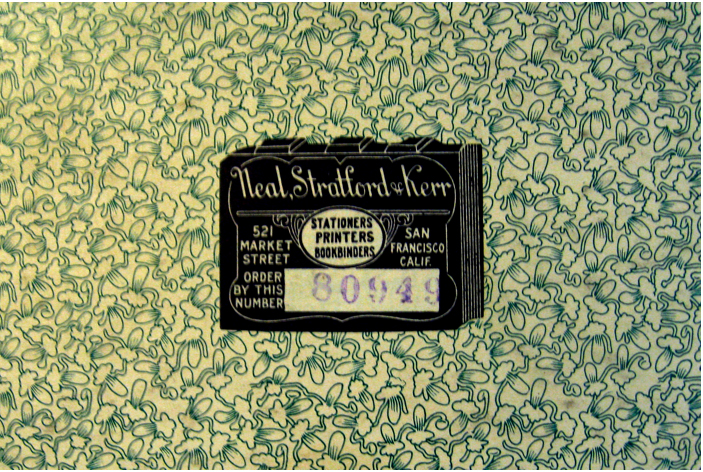 Neal, Stratford & Kerr
STATIONERS
PRINTERS
BOOKBINDERS
521
MARKET
STREET
SAN
FRANCISCO
CALIF.
ORDER
BY THIS
NUMBER
80949